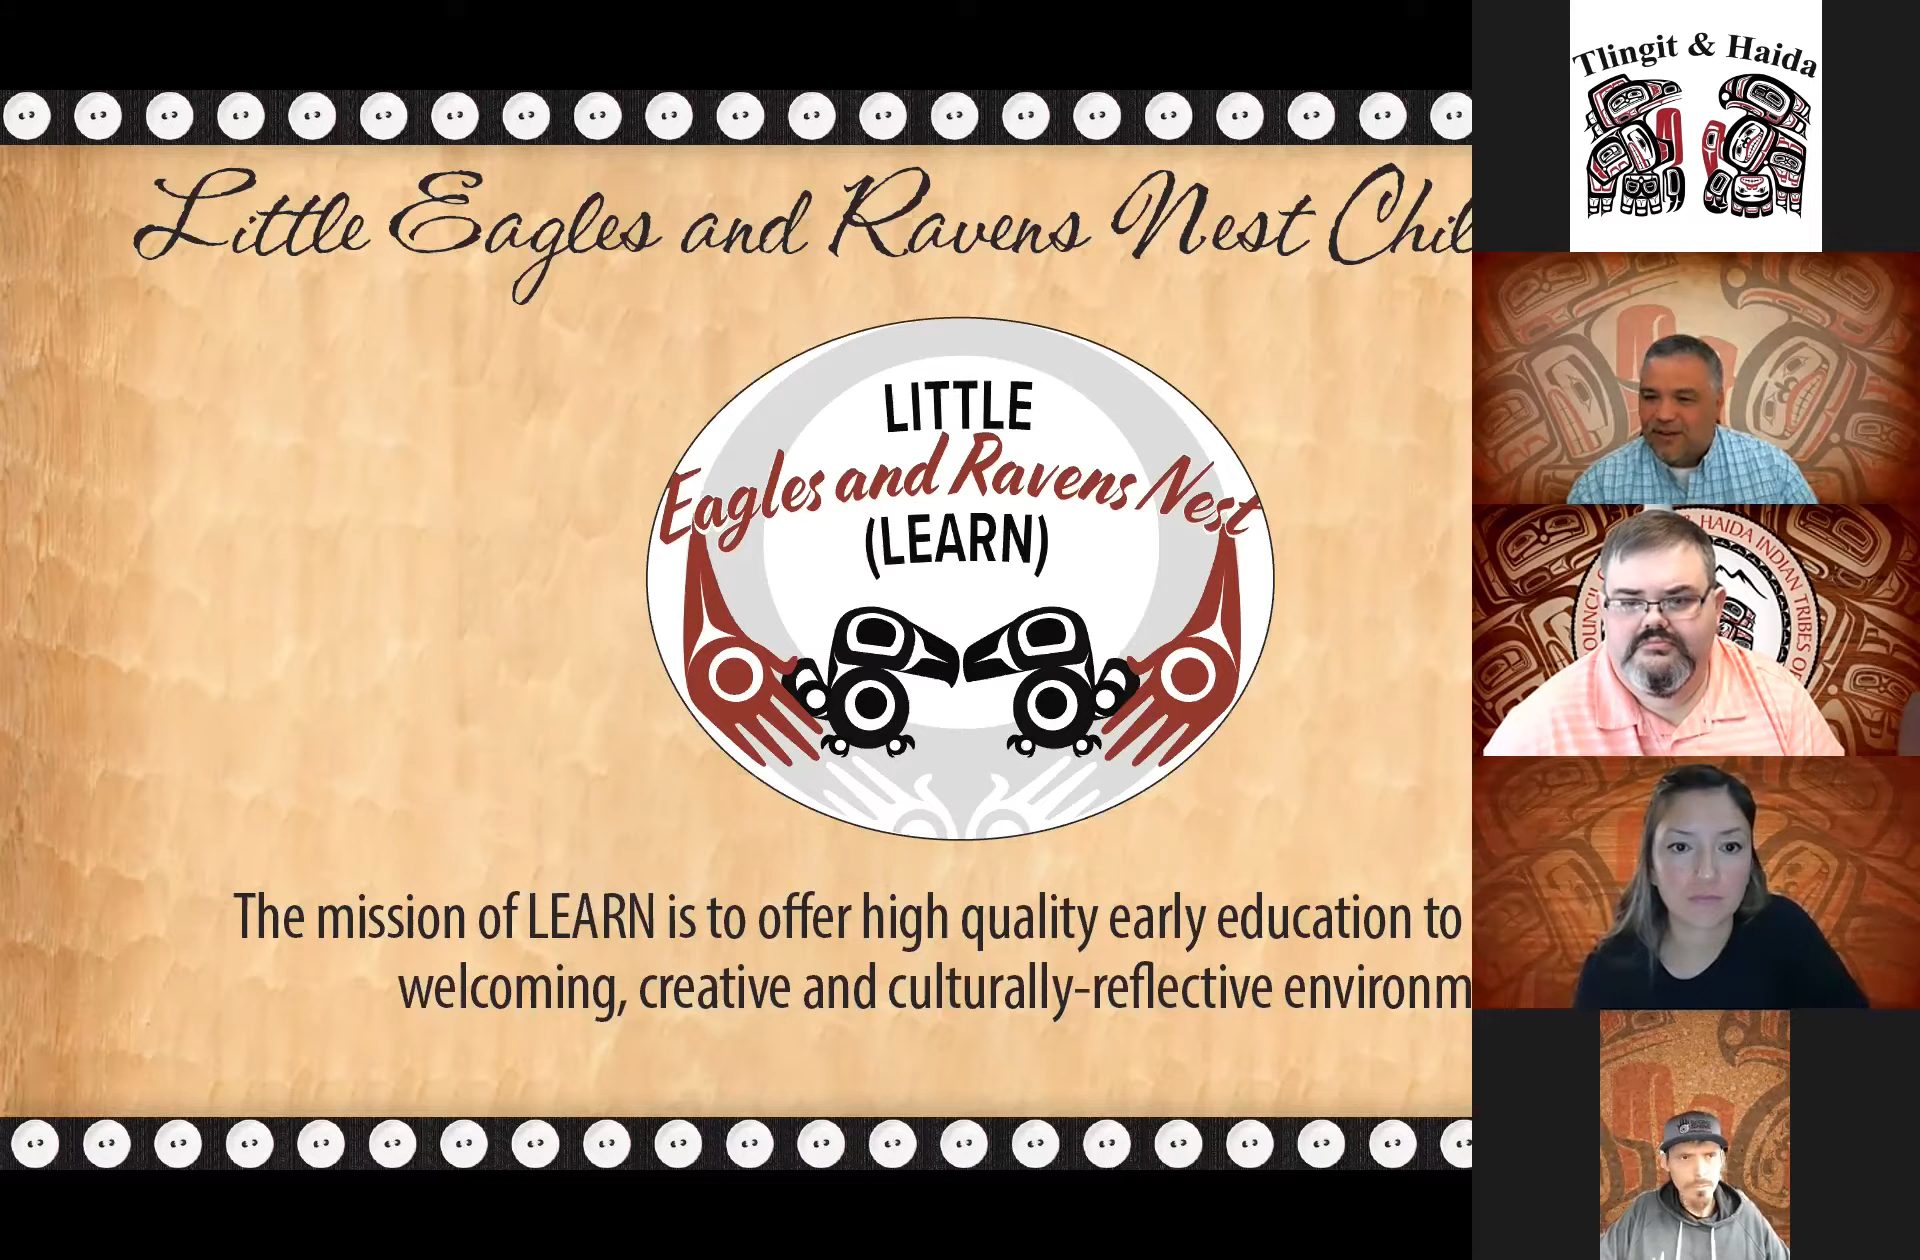 Little Eagles and Ravens Nest Chil
LITTLE
Eagles and Ravens Nest
(LEARN)
The mission of LEARN is to offer high quality early education to
welcoming, creative and culturally-reflective environm
Tlingit & Haida
HAIDA INDIAN TRIBES OF